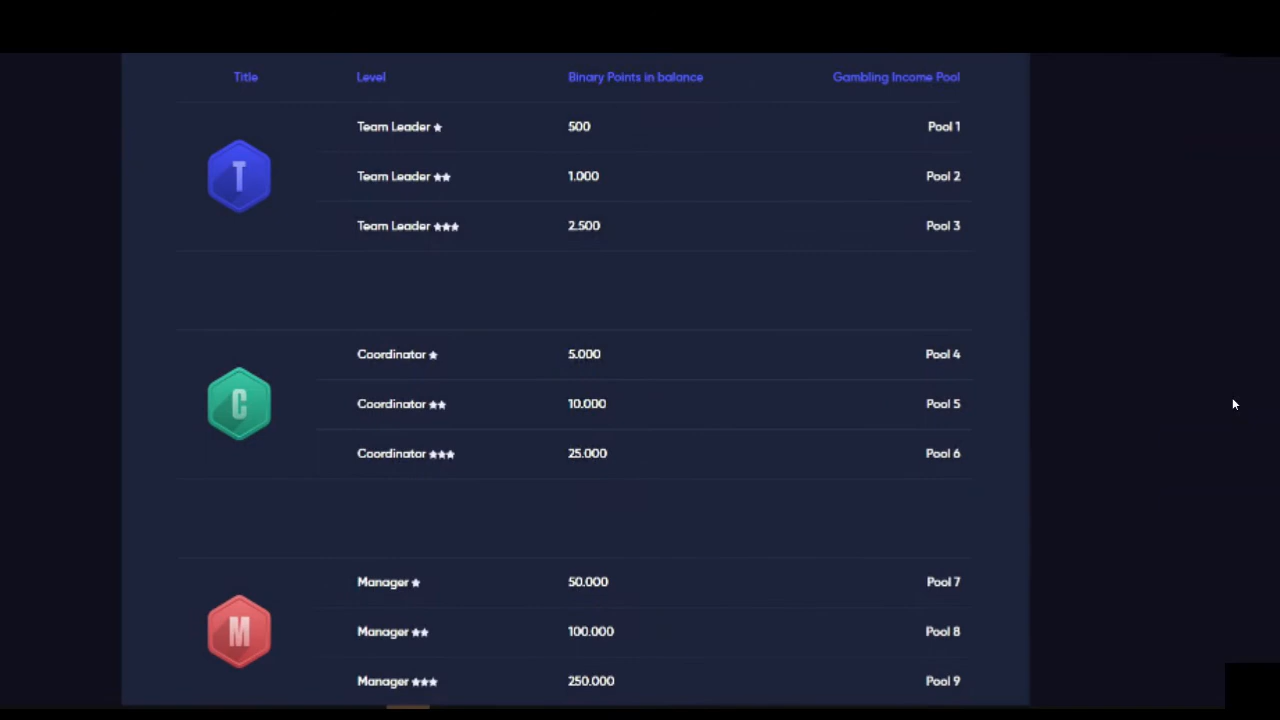 Title Level Binary Points in balance Gambling Income Pool
Team Leader ★ 500 Pool 1
T
Team Leader ★★ 1.000 Pool 2
Team Leader ★★★ 2.500 Pool 3
Coordinator ★ 5.000 Pool 4
C
Coordinator ★★ 10.000 Pool 5
Coordinator ★★★ 25.000 Pool 6
Manager ★ 50.000 Pool 7
M
Manager ★★ 100.000 Pool 8
Manager ★★★ 250.000 Pool 9